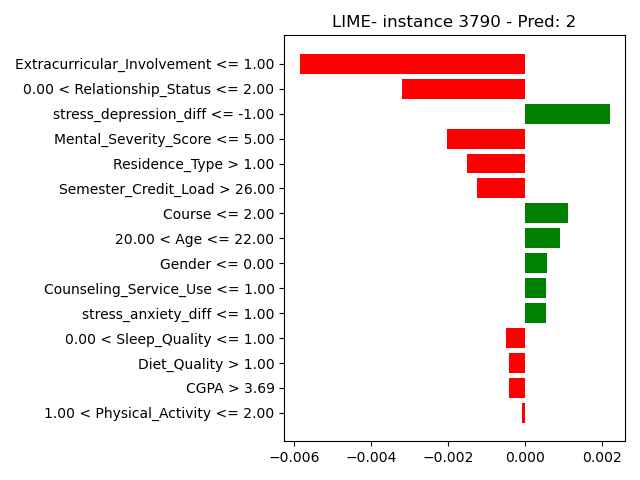 LIME- instance 3790 - Pred: 2
Extracurricular_Involvement <= 1.00
0.00 < Relationship_Status <= 2.00
stress_depression_diff <= -1.00
Mental_Severity_Score <= 5.00
Residence_Type > 1.00
Semester_Credit_Load > 26.00
Course <= 2.00
20.00 < Age <= 22.00
Gender <= 0.00
Counseling_Service_Use <= 1.00
stress_anxiety_diff <= 1.00
0.00 < Sleep_Quality <= 1.00
Diet_Quality > 1.00
CGPA > 3.69
1.00 < Physical_Activity <= 2.00
−0.006 −0.004 −0.002 0.000 0.002